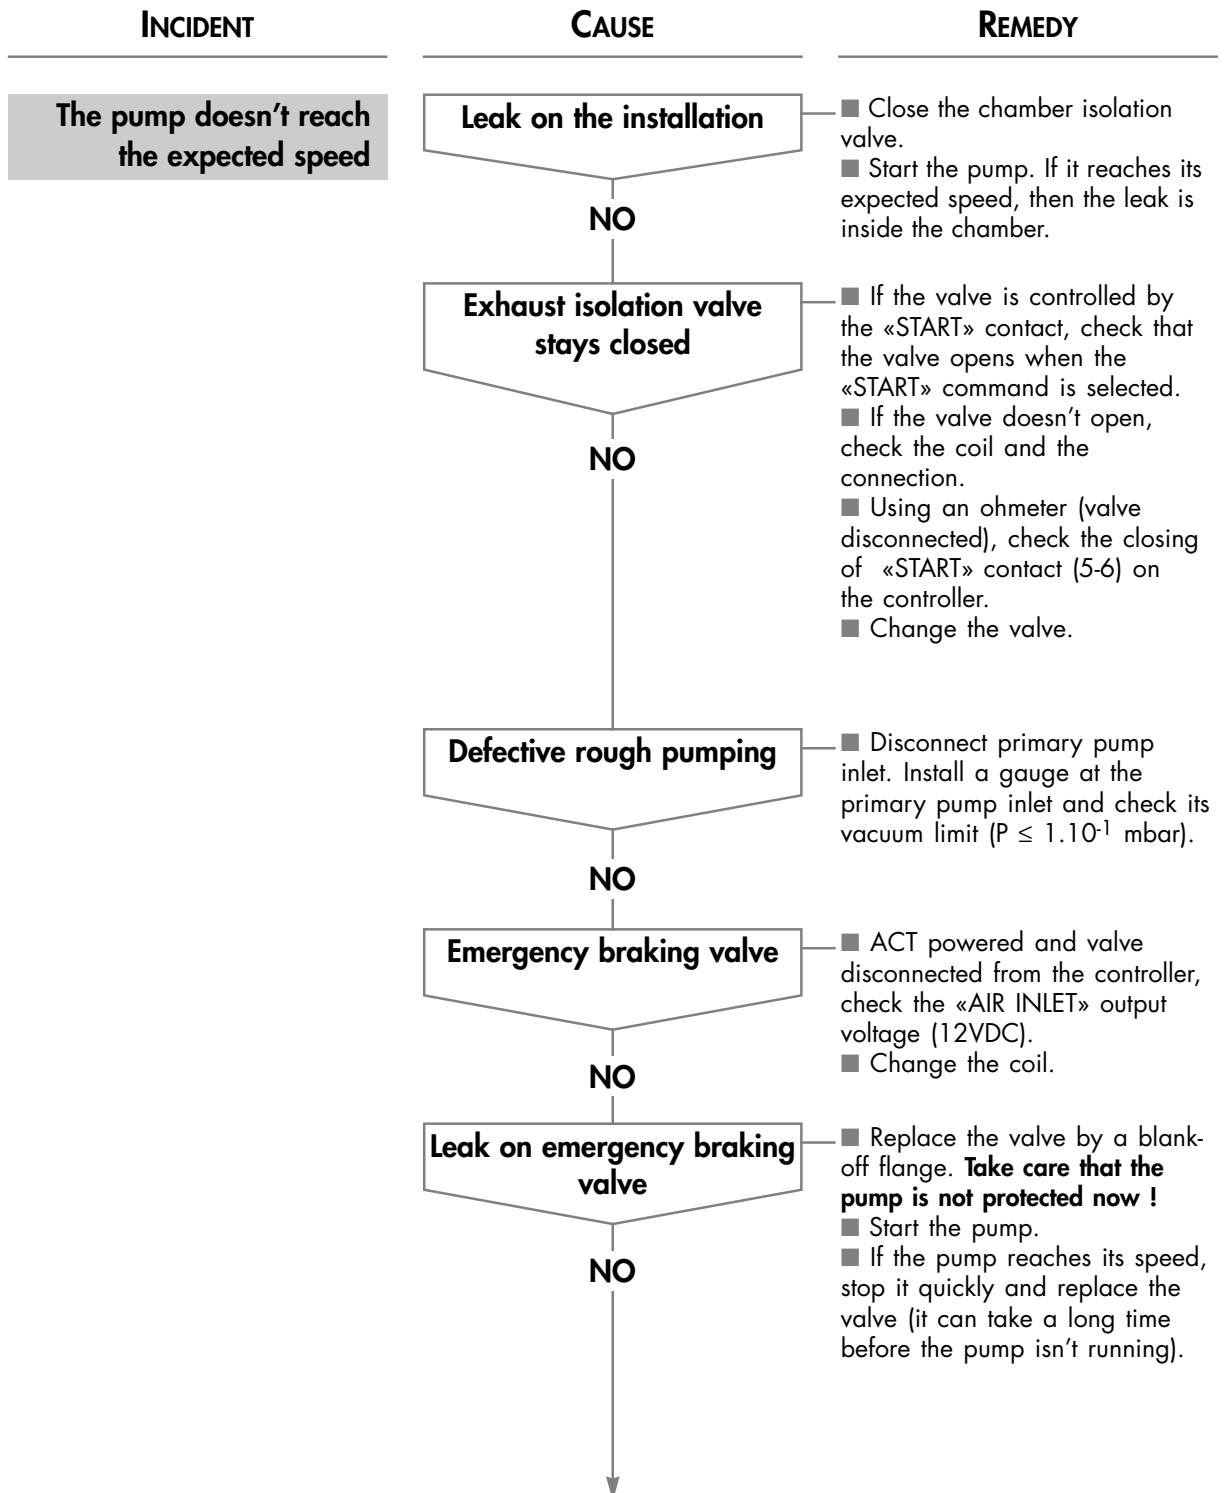 INCIDENT
CAUSE
REMEDY
The pump doesn't reach
the expected speed
Leak on the installation
■ Close the chamber isolation
valve.
■ Start the pump. If it reaches its
expected speed, then the leak is
inside the chamber.
NO
Exhaust isolation valve
stays closed
■ If the valve is controlled by
the «START» contact, check that
the valve opens when the
«START» command is selected.
■ If the valve doesn't open,
check the coil and the
connection.
■ Using an ohmeter (valve
disconnected), check the closing
of «START» contact (5-6) on
the controller.
■ Change the valve.
NO
Defective rough pumping
■ Disconnect primary pump
inlet. Install a gauge at the
primary pump inlet and check its
vacuum limit (P ≤ 1.10⁻¹ mbar).
NO
Emergency braking valve
■ ACT powered and valve
disconnected from the controller,
check the «AIR INLET» output
voltage (12VDC).
■ Change the coil.
NO
Leak on emergency braking
valve
■ Replace the valve by a blank-
off flange. Take care that the
pump is not protected now !
■ Start the pump.
■ If the pump reaches its speed,
stop it quickly and replace the
valve (it can take a long time
before the pump isn't running).
NO